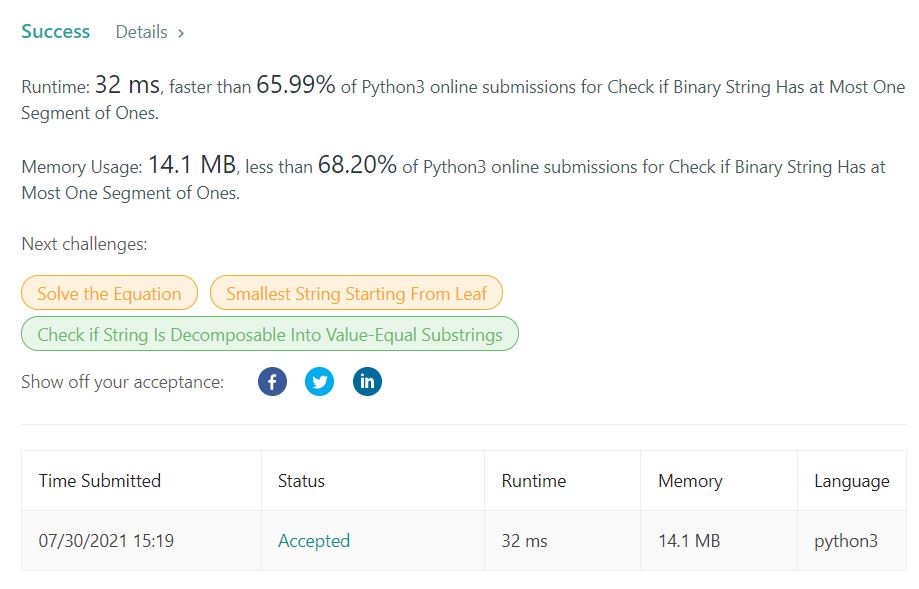 Success Details >
Runtime: 32 ms, faster than 65.99% of Python3 online submissions for Check if Binary String Has at Most One
Segment of Ones.
Memory Usage: 14.1 MB, less than 68.20% of Python3 online submissions for Check if Binary String Has at
Most One Segment of Ones.
Next challenges:
Solve the Equation Smallest String Starting From Leaf
Check if String Is Decomposable Into Value-Equal Substrings
Show off your acceptance: f in
Time Submitted Status Runtime Memory Language
07/30/2021 15:19 Accepted 32 ms 14.1 MB python3